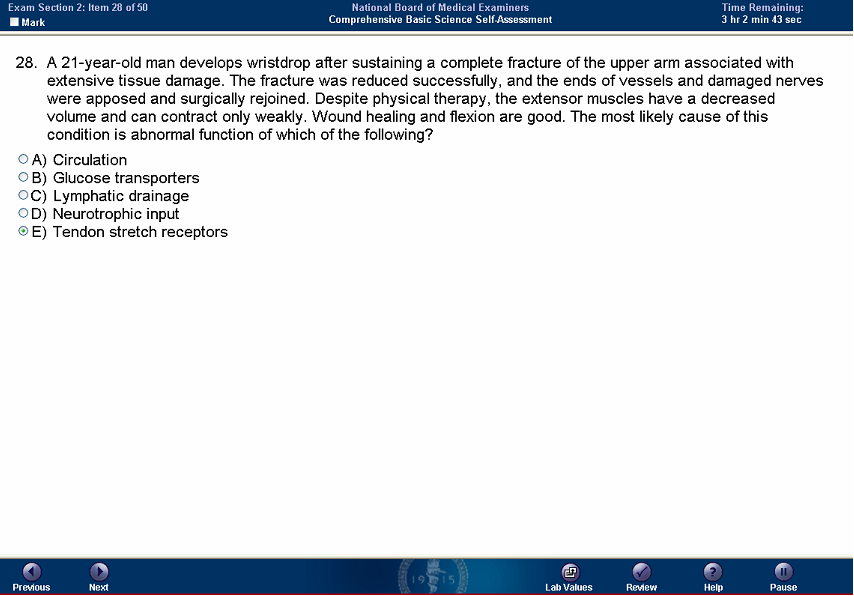 Exam Section 2: Item 28 of 50
National Board of Medical Examiners
Time Remaining:
Mark
Comprehensive Basic Science Self-Assessment
3 hr 2 min 43 sec
28. A 21-year-old man develops wristdrop after sustaining a complete fracture of the upper arm associated with
extensive tissue damage. The fracture was reduced successfully, and the ends of vessels and damaged nerves
were apposed and surgically rejoined. Despite physical therapy, the extensor muscles have a decreased
volume and can contract only weakly. Wound healing and flexion are good. The most likely cause of this
condition is abnormal function of which of the following?
A) Circulation
B) Glucose transporters
C) Lymphatic drainage
D) Neurotrophic input
E) Tendon stretch receptors
1915
Previous
Next
Lab Values
Review
Help
Pause